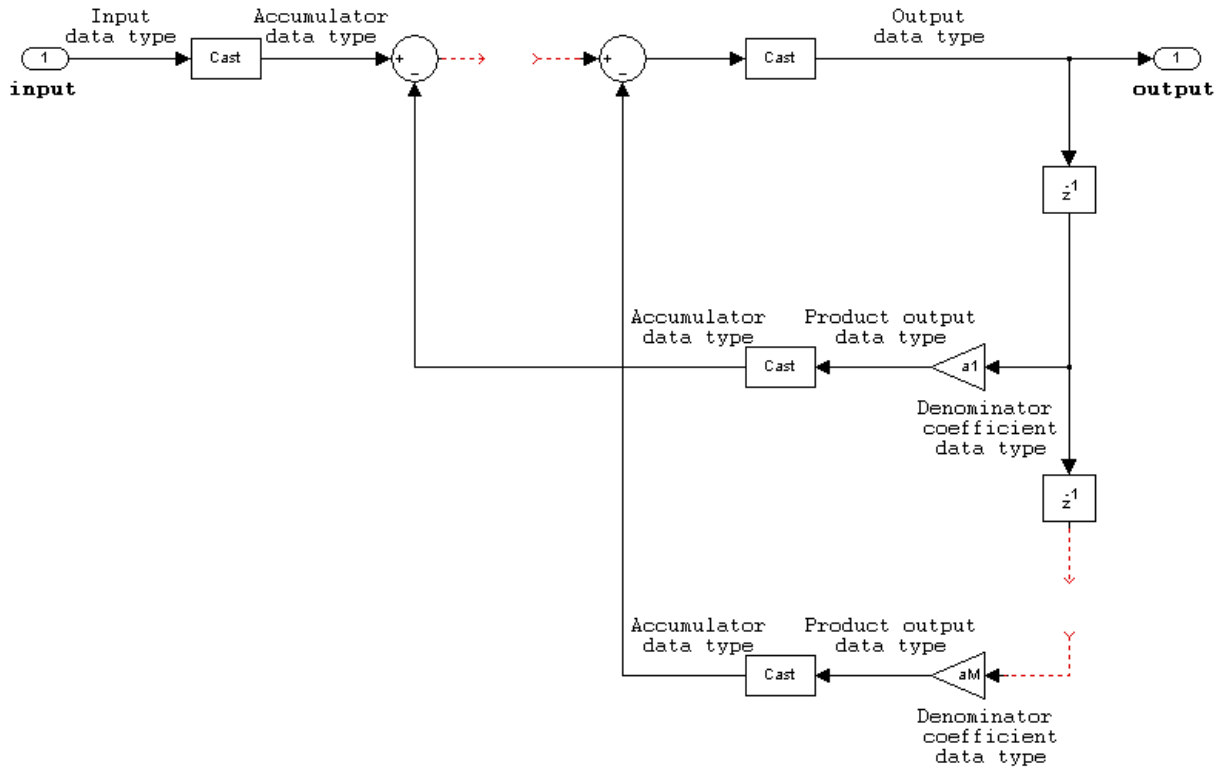 Input
data type
Accumulator
data type
Output
data type
1
Cast
+
-
+
-
Cast
1
input
output
z-1
Accumulator
data type
Product output
data type
Cast
a1
Denominator
coefficient
data type
z-1
Accumulator
data type
Product output
data type
Cast
aM
Denominator
coefficient
data type